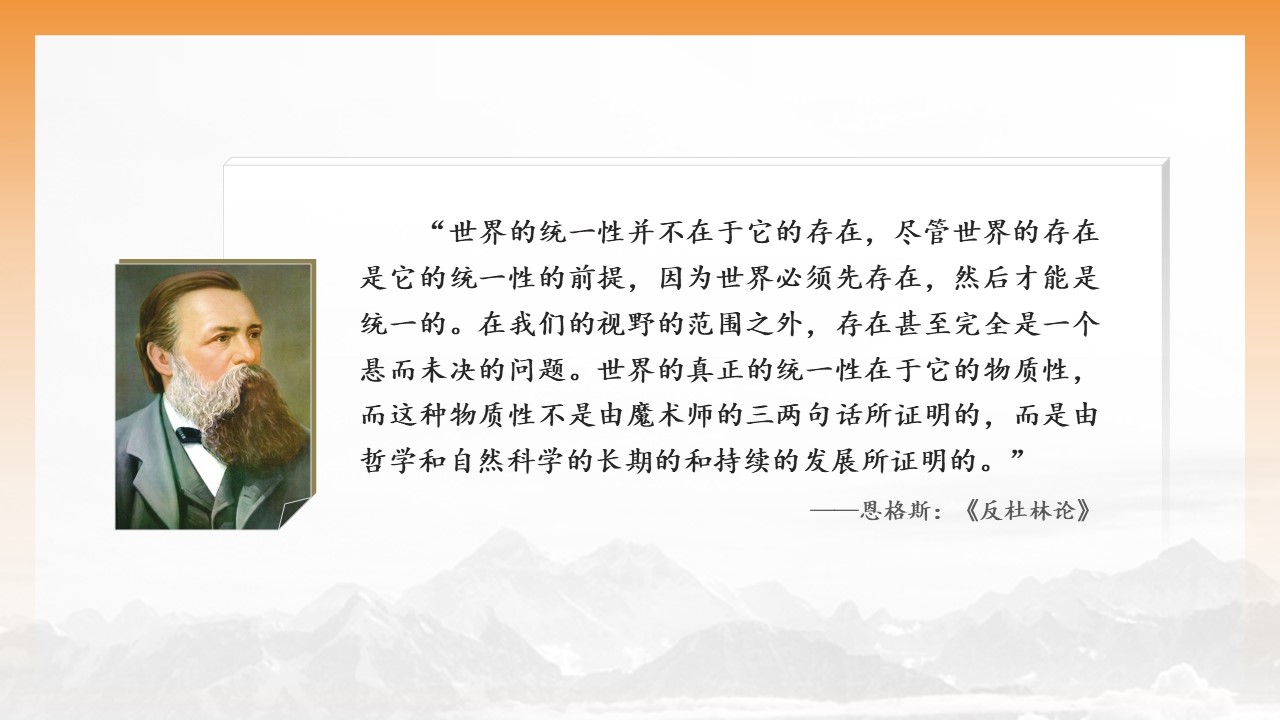 “世界的统一性并不在于它的存在，尽管世界的存在
是它的统一性的前提，因为世界必须先存在，然后才能是
统一的。在我们的视野的范围之外，存在甚至完全是一个
悬而未决的问题。世界的真正的统一性在于它的物质性，
而这种物质性不是由魔术师的三两句话所证明的，而是由
哲学和自然科学的长期的和持续的发展所证明的。”
——恩格斯：《反杜林论》